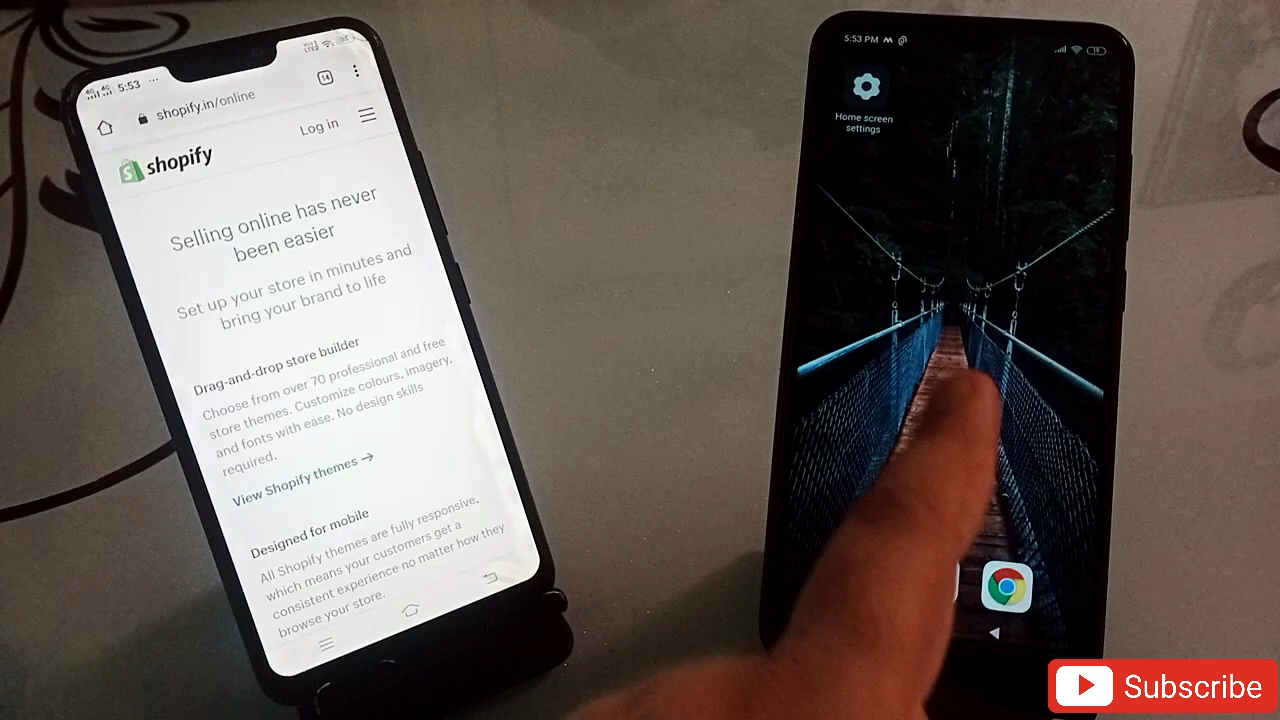 5:53 ...
14
shopify.in/online
Log in
shopify
Selling online has never
been easier
Set up your store in minutes and
bring your brand to life
Drag-and-drop store builder
Choose from over 70 professional and free
store themes. Customize colours, imagery,
and fonts with ease. No design skills
required.
View Shopify themes →
Designed for mobile
All Shopify themes are fully responsive,
which means your customers get a
consistent experience no matter how they
browse your store.
5:53 PM
19
Home screen
settings
Subscribe